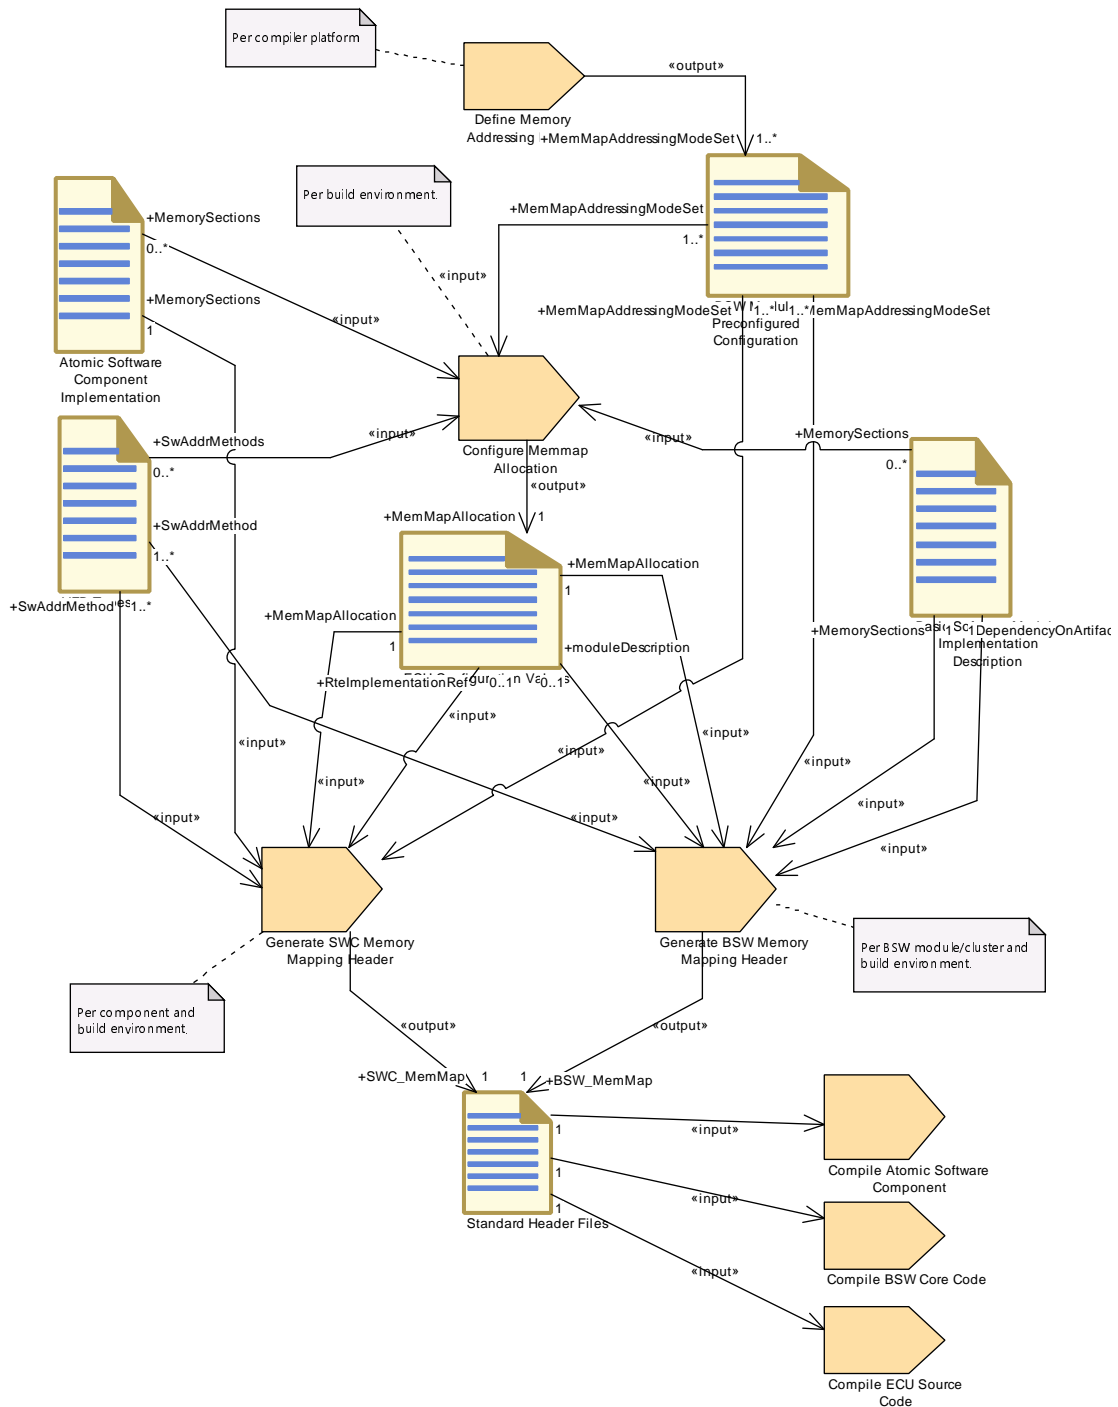 Per compiler platform
«output»
Define Memory
Addressing
+MemMapAddressingModeSet
1..*
Per build environment.
+MemorySections
0..*
+MemMapAddressingModeSet
1..*
«input»
+MemorySections
1
«input»
+MemMapAddressingModeSet
1..*
1..*
MemMapAddressingModeSet
Preconfigured
Configuration
Atomic Software
Component
Implementation
+SwAddrMethods
0..*
«input»
Configure Memmap
Allocation
«output»
«input»
+MemorySections
0..*
+MemMapAllocation
1
+SwAddrMethod
1..*
+SwAddrMethod
1..*
+MemMapAllocation
1
+MemMapAllocation
1
+moduleDescription
0..1
+RteImplementationRef
0..1
ECU Configuration Values
+MemorySections
1
1
DependencyOnArtifac
Implementation
Description
«input»
«input»
«input»
«input»
«input»
«input»
«input»
«input»
«input»
«input»
«input»
«input»
Generate SWC Memory
Mapping Header
Generate BSW Memory
Mapping Header
Per BSW module/cluster and
build environment.
Per component and
build environment.
«output»
«output»
+SWC_MemMap
1
1
+BSW_MemMap
1
«input»
Compile Atomic Software
Component
1
«input»
1
Standard Header Files
Compile BSW Core Code
«input»
Compile ECU Source
Code